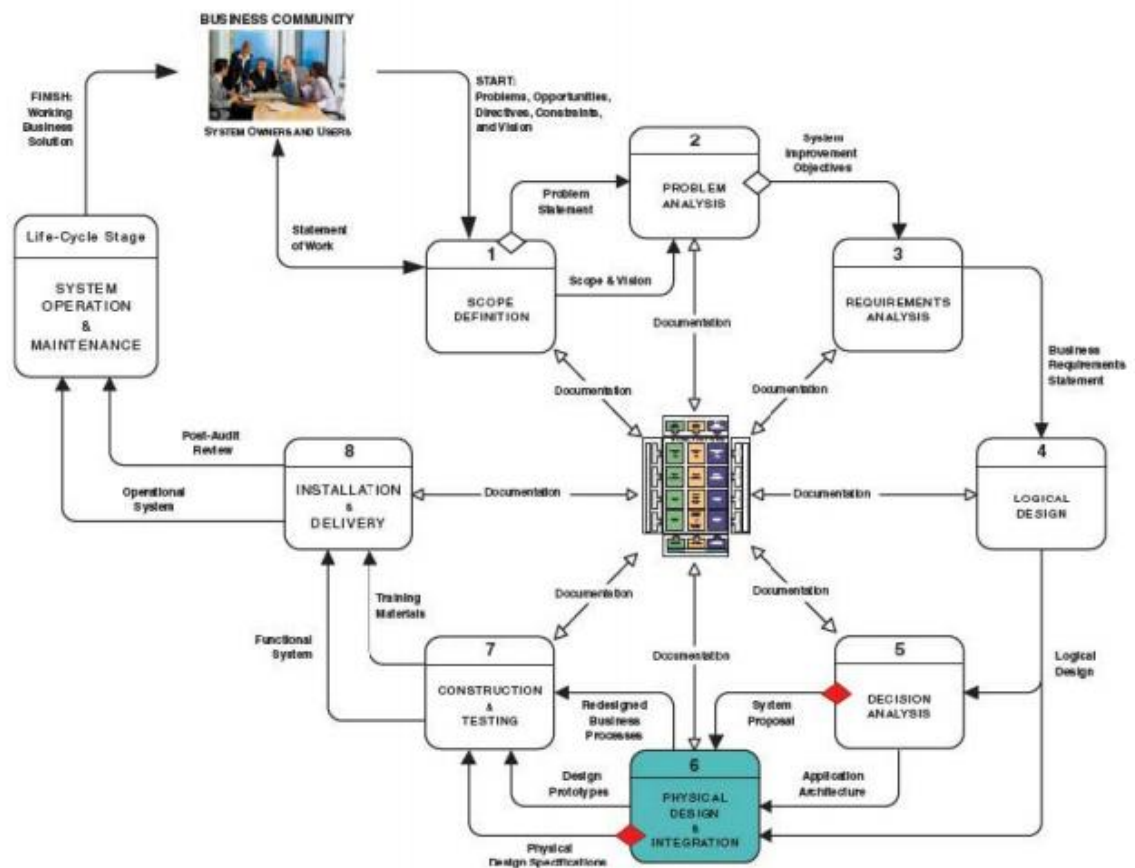 BUSINESS COMMUNITY
SYSTEM OWNERS AND USERS
FINISH:
Working
Business
Solution
START:
Problems, Opportunities,
Directives, Constraints,
and Vision
Statement
of Work
Problem
Statement
Scope & Vision
System
Improvement
Objectives
1
SCOPE
DEFINITION
2
PROBLEM
ANALYSIS
3
REQUIREMENTS
ANALYSIS
Business
Requirements
Statement
4
LOGICAL
DESIGN
Logical
Design
5
DECISION
ANALYSIS
System
Proposal
Application
Architecture
6
PHYSICAL
DESIGN
&
INTEGRATION
Redesigned
Business
Processes
Design
Prototypes
Physical
Design Specifications
7
CONSTRUCTION
&
TESTING
Training
Materials
Functional
System
8
INSTALLATION
&
DELIVERY
Post-Audit
Review
Operational
System
Life-Cycle Stage
SYSTEM
OPERATION
&
MAINTENANCE
Documentation
Documentation
Documentation
Documentation
Documentation
Documentation
Documentation
Documentation